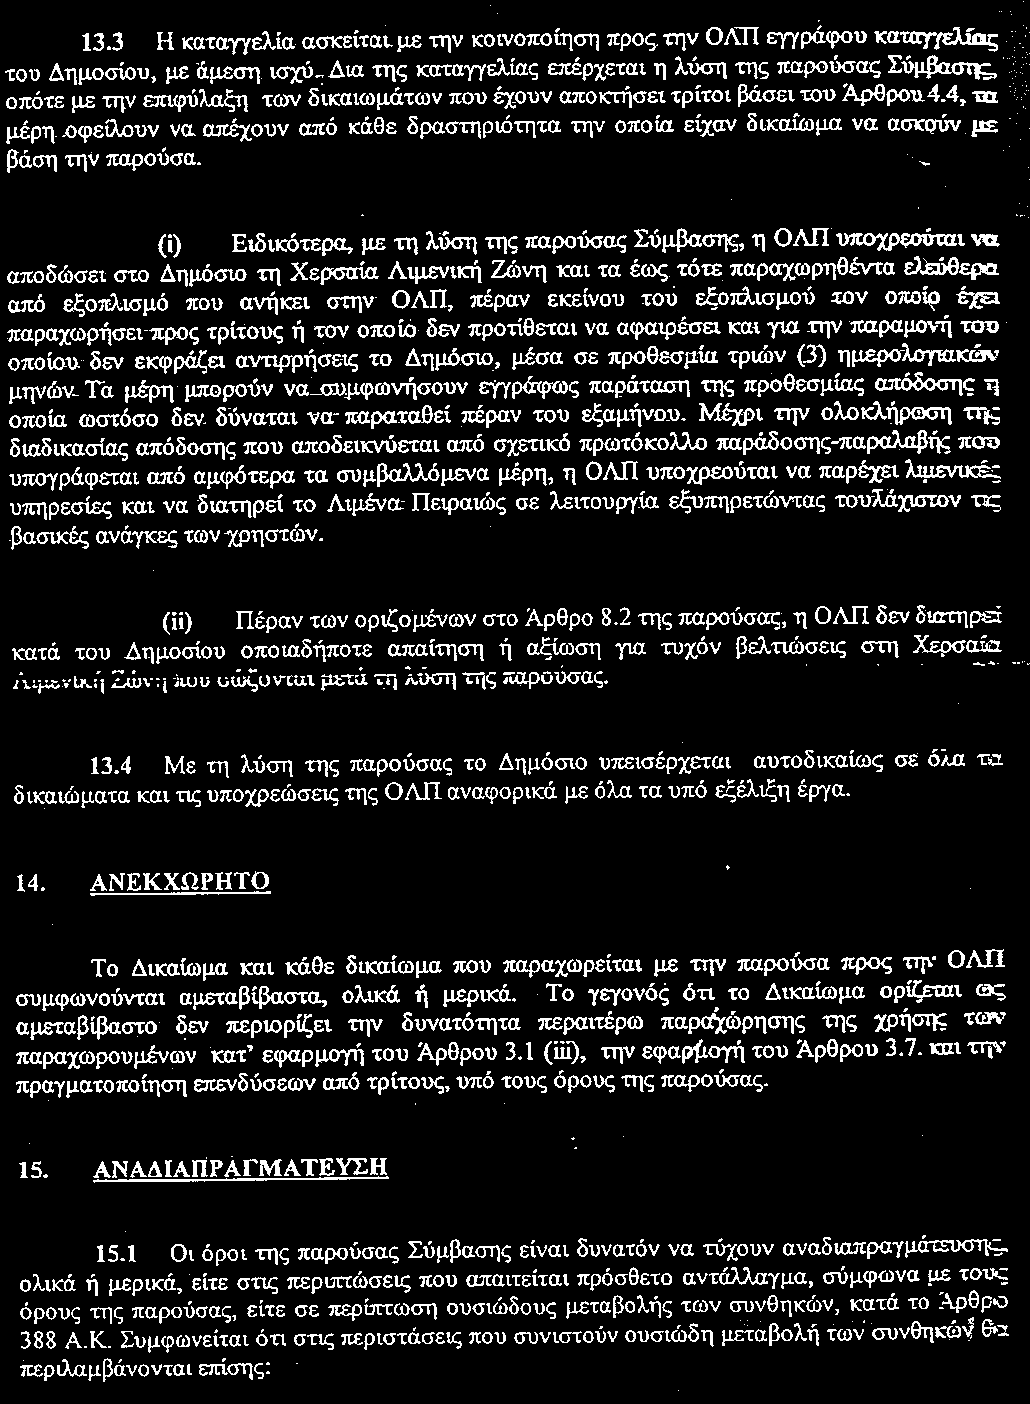 13.3 Η καταγγελία ασκείται με την κοινοποίηση προς την ΟΛΠ εγγράφου καταγγελίας
του Δημοσίου, με άμεση ισχύ. Δια της καταγγελίας επέρχεται η λύση της παρούσας Σύμβασης,
οπότε με την επιφύλαξη των δικαιωμάτων που έχουν αποκτήσει τρίτοι βάσει του Άρθρου 4.4, τα
μέρη οφείλουν να απέχουν από κάθε δραστηριότητα την οποία είχαν δικαίωμα να ασκούν με
βάση την παρούσα.
(i) Ειδικότερα, με τη λύση της παρούσας Σύμβασης, η ΟΛΠ υποχρεούται να
αποδώσει στο Δημόσιο τη Χερσαία Λιμενική Ζώνη και τα έως τότε παραχωρηθέντα ελεύθερα
από εξοπλισμό που ανήκει στην ΟΛΠ, πέραν εκείνου του εξοπλισμού τον οποίο έχει
παραχωρήσει προς τρίτους ή τον οποίο δεν προτίθεται να αφαιρέσει και για την παραμονή του
οποίου δεν εκφράζει αντιρρήσεις το Δημόσιο, μέσα σε προθεσμία τριών (3) ημερολογιακών
μηνών. Τα μέρη μπορούν να συμφωνήσουν εγγράφως παράταση της προθεσμίας απόδοσης η
οποία ωστόσο δεν δύναται να παραταθεί πέραν του εξαμήνου. Μέχρι την ολοκλήρωση της
διαδικασίας απόδοσης που αποδεικνύεται από σχετικό πρωτόκολλο παράδοσης-παραλαβής που
υπογράφεται από αμφότερα τα συμβαλλόμενα μέρη, η ΟΛΠ υποχρεούται να παρέχει λιμενικές
υπηρεσίες και να διατηρεί το Λιμένα Πειραιώς σε λειτουργία εξυπηρετώντας τουλάχιστον τις
βασικές ανάγκες των χρηστών.
(ii) Πέραν των οριζομένων στο Άρθρο 8.2 της παρούσας, η ΟΛΠ δεν διατηρεί
κατά του Δημοσίου οποιαδήποτε απαίτηση ή αξίωση για τυχόν βελτιώσεις στη Χερσαία
Λιμενική Ζώνη που σώζονται μετά τη λύση της παρούσας.
13.4 Με τη λύση της παρούσας το Δημόσιο υπεισέρχεται αυτοδικαίως σε όλα τα
δικαιώματα και τις υποχρεώσεις της ΟΛΠ αναφορικά με όλα τα υπό εξέλιξη έργα.
14. ΑΝΕΚΧΩΡΗΤΟ
Το Δικαίωμα και κάθε δικαίωμα που παραχωρείται με την παρούσα προς την ΟΛΠ
συμφωνούνται αμεταβίβαστα, ολικά ή μερικά. Το γεγονός ότι το Δικαίωμα ορίζεται ως
αμεταβίβαστο δεν περιορίζει την δυνατότητα περαιτέρω παραχώρησης της χρήσης των
παραχωρουμένων κατ’ εφαρμογή του Άρθρου 3.1 (iii), την εφαρμογή του Άρθρου 3.7. και την
πραγματοποίηση επενδύσεων από τρίτους, υπό τους όρους της παρούσας.
15. ΑΝΑΔΙΑΠΡΑΓΜΑΤΕΥΣΗ
15.1 Οι όροι της παρούσας Σύμβασης είναι δυνατόν να τύχουν αναδιαπραγμάτευσης,
ολικά ή μερικά, είτε στις περιπτώσεις που απαιτείται πρόσθετο αντάλλαγμα, σύμφωνα με τους
όρους της παρούσας, είτε σε περίπτωση ουσιώδους μεταβολής των συνθηκών, κατά το Άρθρο
388 Α.Κ. Συμφωνείται ότι στις περιστάσεις που συνιστούν ουσιώδη μεταβολή των συνθηκών θα
περιλαμβάνονται επίσης: